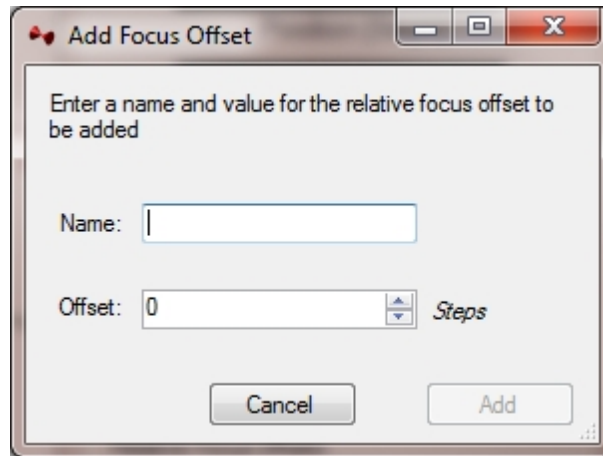 Add Focus Offset
Enter a name and value for the relative focus offset to
be added
Name:
Offset: 0 Steps
Cancel Add